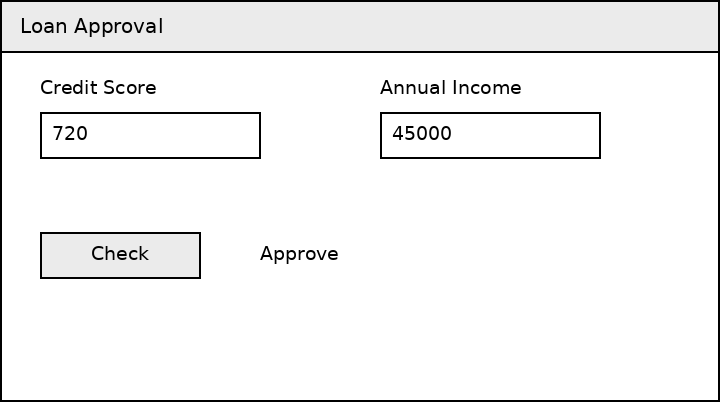 Loan Approval
Credit Score
Annual Income
720
45000
Check
Approve